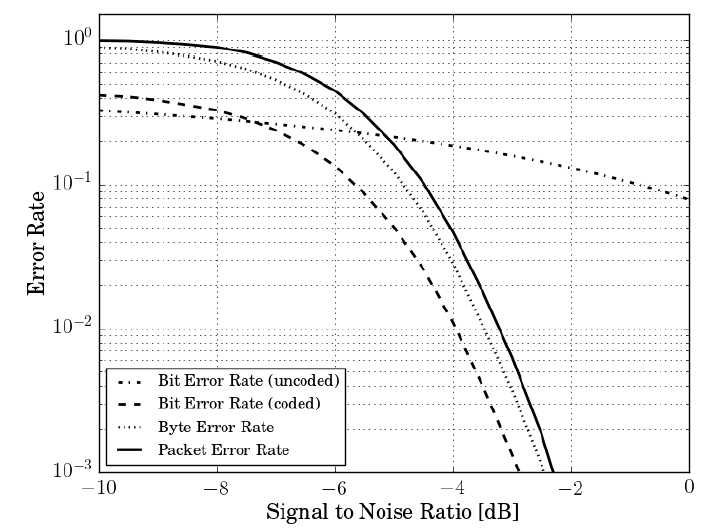 10⁰
10⁻¹
10⁻²
10⁻³
Error Rate
Bit Error Rate (uncoded)
Bit Error Rate (coded)
Byte Error Rate
Packet Error Rate
−10 −8 −6 −4 −2 0
Signal to Noise Ratio [dB]